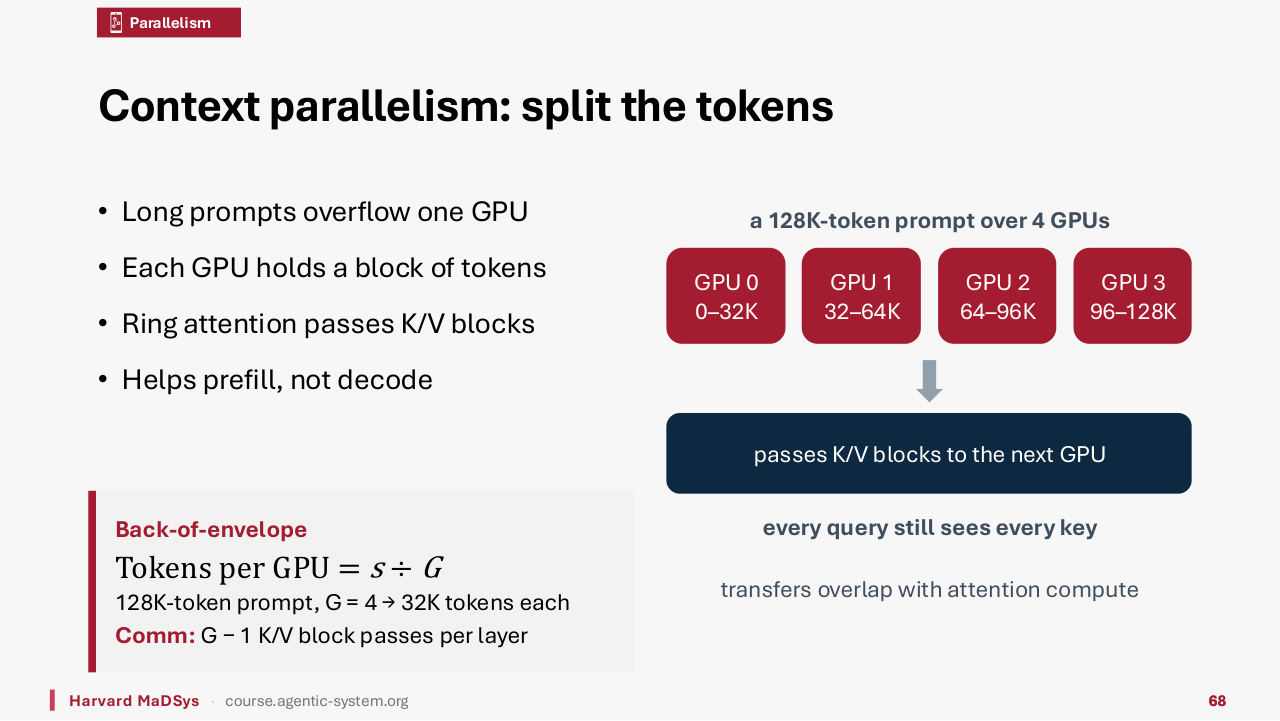 Parallelism
Context parallelism: split the tokens
• Long prompts overflow one GPU
• Each GPU holds a block of tokens
• Ring attention passes K/V blocks
• Helps prefill, not decode
Back-of-envelope
Tokens per GPU = s ÷ G
128K-token prompt, G = 4 → 32K tokens each
Comm: G − 1 K/V block passes per layer
a 128K-token prompt over 4 GPUs
GPU 0
0–32K
GPU 1
32–64K
GPU 2
64–96K
GPU 3
96–128K
passes K/V blocks to the next GPU
every query still sees every key
transfers overlap with attention compute
Harvard MaDSys · course.agentic-system.org
68